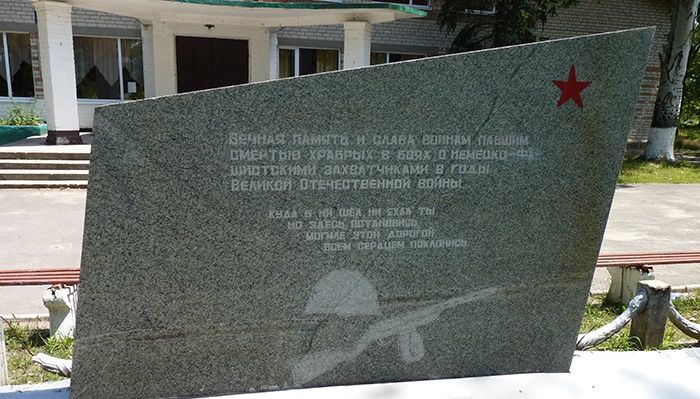 Вечная память и слава воинам павшим
смертью храбрых в боях с немецко-фа-
шистскими захватчиками в годы
Великой Отечественной войны.
Куда б ни шел, ни ехал ты,
но здесь остановись,
могиле этой дорогой
всем сердцем поклонись